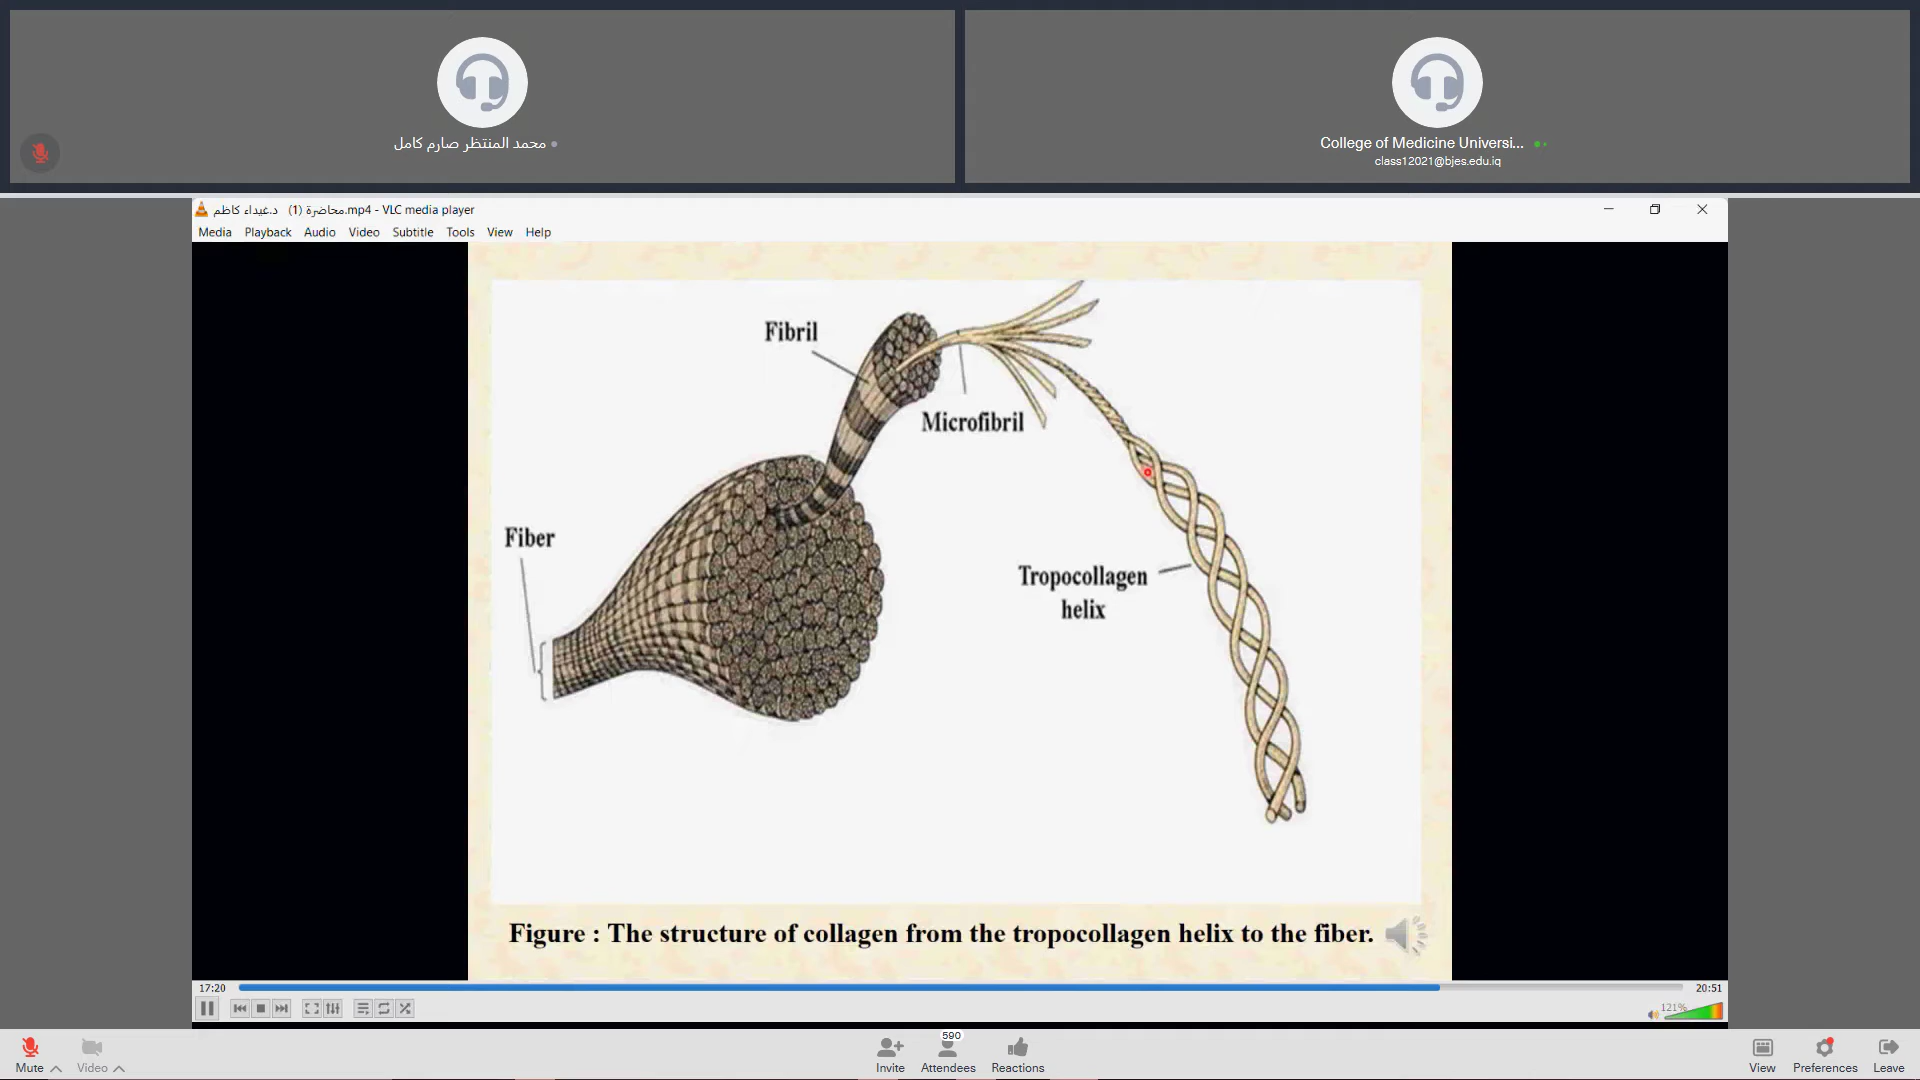 محمد المنتظر صارم كامل
College of Medicine Universi...
class12021@bjes.edu.iq
محاضرة (1) د.غيداء كاظم.mp4 - VLC media player
Media Playback Audio Video Subtitle Tools View Help
Fibril
Microfibril
Fiber
Tropocollagen
helix
Figure : The structure of collagen from the tropocollagen helix to the fiber.
17:20
20:51
121%
Mute
Video
Invite
590
Attendees
Reactions
View
Preferences
Leave